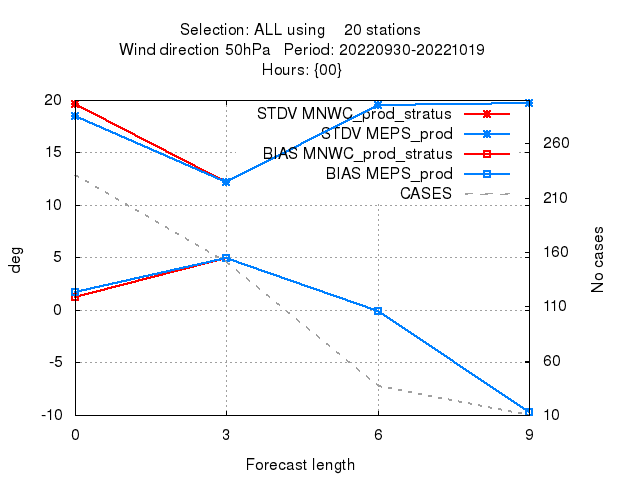 Selection: ALL using 20 stations
Wind direction 50hPa Period: 20220930-20221019
Hours: {00}
20
15
10
5
0
-5
-10
deg
STDV MNWC_prod_stratus
STDV MEPS_prod
BIAS MNWC_prod_stratus
BIAS MEPS_prod
CASES
260
210
160
110
60
10
No cases
0 3 6 9
Forecast length